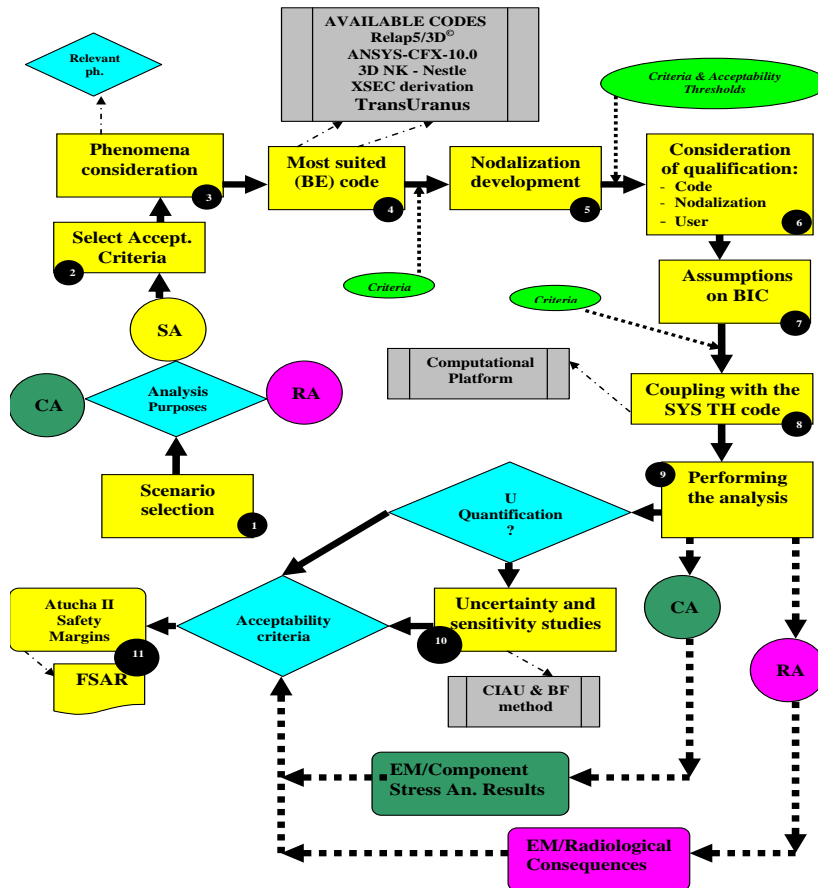 AVAILABLE CODES
Relap5/3D©
ANSYS-CFX-10.0
3D NK - Nestle
XSEC derivation
TransUranus
Relevant
ph.
Criteria & Acceptability
Thresholds
Phenomena
consideration
3
Most suited
(BE) code
4
Nodalization
development
5
Consideration
of qualification:
- Code
- Nodalization
- User
6
Select Accept.
Criteria
2
Criteria
Assumptions
on BIC
7
Criteria
SA
CA
Analysis
Purposes
RA
Computational
Platform
Coupling with the
SYS TH code
8
Scenario
selection
1
U
Quantification
?
9
Performing
the analysis
Atucha II
Safety
Margins
11
FSAR
Acceptability
criteria
Uncertainty and
sensitivity studies
10
CA
RA
CIAU & BF
method
EM/Component
Stress An. Results
EM/Radiological
Consequences